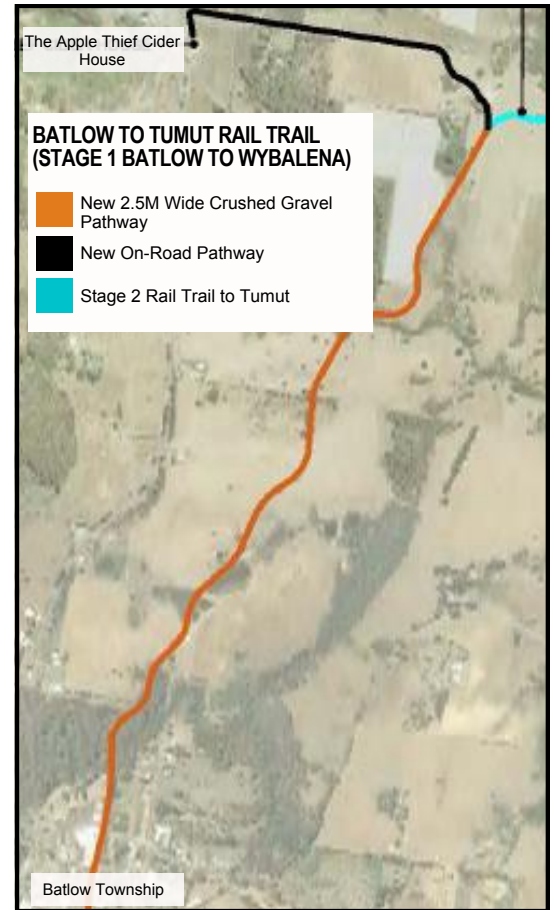 The Apple Thief Cider
House
BATLOW TO TUMUT RAIL TRAIL
(STAGE 1 BATLOW TO WYBALENA)
New 2.5M Wide Crushed Gravel
Pathway
New On-Road Pathway
Stage 2 Rail Trail to Tumut
Batlow Township